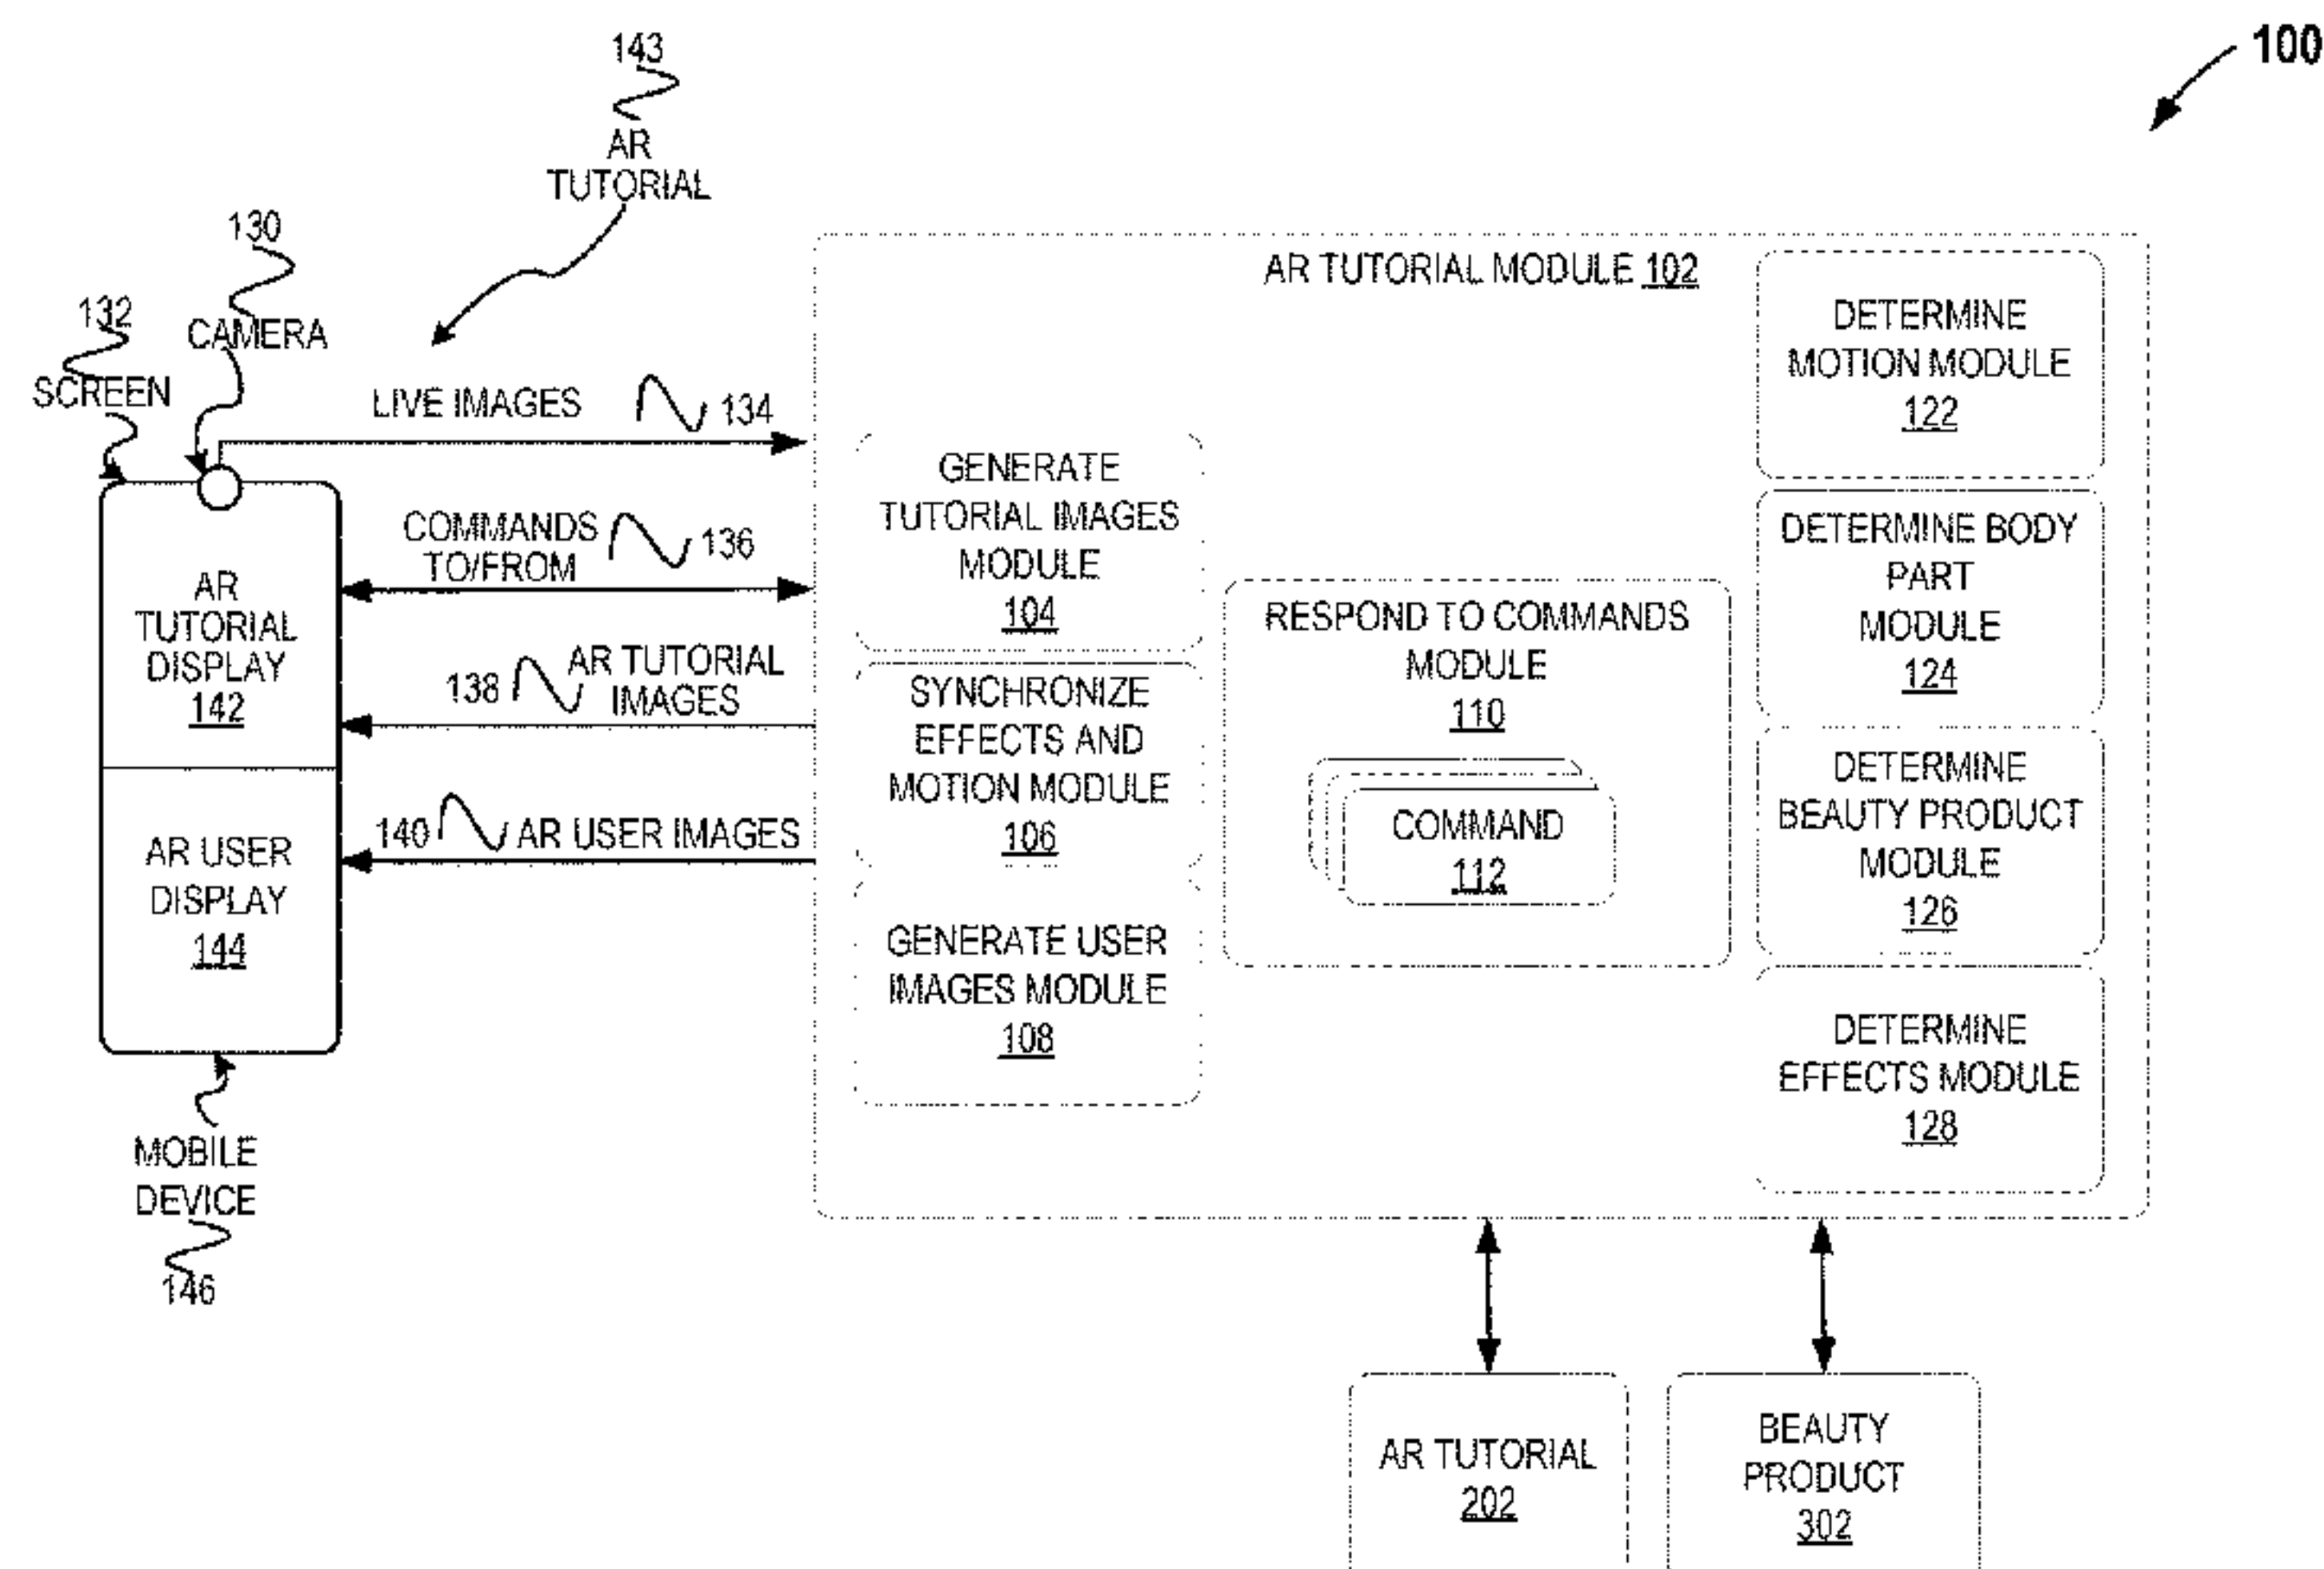 100
143
AR
TUTORIAL
130
CAMERA
132
SCREEN
LIVE IMAGES
134
COMMANDS
TO/FROM
136
138
AR TUTORIAL
IMAGES
140
AR USER IMAGES
AR
TUTORIAL
DISPLAY
142
AR USER
DISPLAY
144
MOBILE
DEVICE
146
AR TUTORIAL MODULE 102
GENERATE
TUTORIAL IMAGES
MODULE
104
SYNCHRONIZE
EFFECTS AND
MOTION MODULE
106
GENERATE USER
IMAGES MODULE
108
RESPOND TO COMMANDS
MODULE
110
COMMAND
112
DETERMINE
MOTION MODULE
122
DETERMINE BODY
PART
MODULE
124
DETERMINE
BEAUTY PRODUCT
MODULE
126
DETERMINE
EFFECTS MODULE
128
AR TUTORIAL
202
BEAUTY
PRODUCT
302